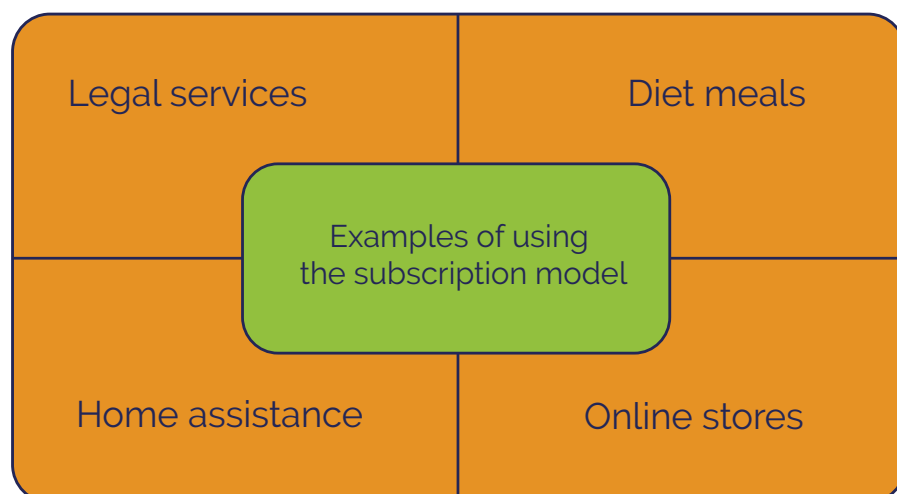 Legal services
Diet meals
Examples of using
the subscription model
Home assistance
Online stores